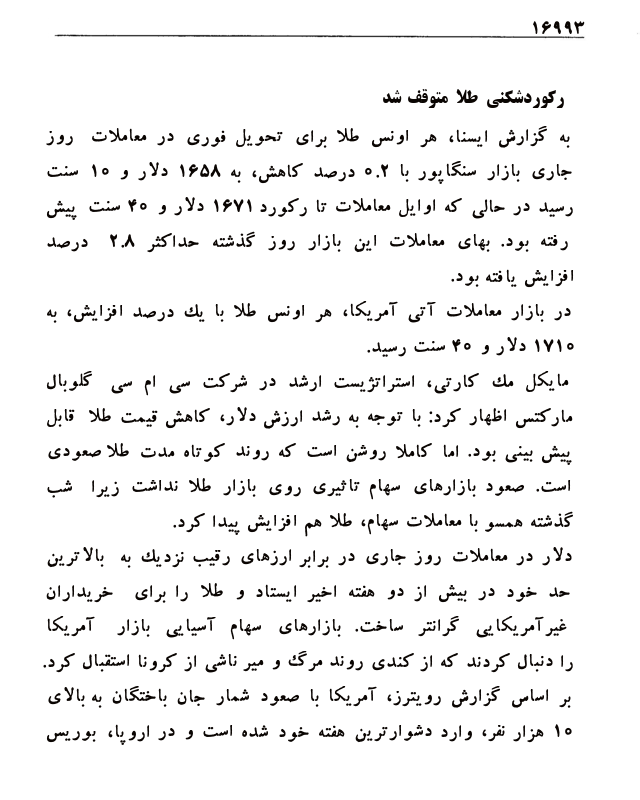 ۱۶۹۹۳
رکوردشکنی طلا متوقف شد
به گزارش ایسنا، هر اونس طلا برای تحویل فوری در معاملات روز
جاری بازار سنگاپور با ۰.۲ درصد کاهش، به ۱۶۵۸ دلار و ۱۰ سنت
رسید در حالی که اوایل معاملات تا رکورد ۱۶۷۱ دلار و ۴۰ سنت پیش
رفته بود. بهای معاملات این بازار روز گذشته حداکثر ۲.۸ درصد
افزایش یافته بود.
در بازار معاملات آتی آمریکا، هر اونس طلا با یک درصد افزایش، به
۱۷۱۰ دلار و ۴۰ سنت رسید.
مایکل مک کارتی، استراتژیست ارشد در شرکت سی ام سی گلوبال
مارکتس اظهار کرد: با توجه به رشد ارزش دلار، کاهش قیمت طلا قابل
پیش بینی بود. اما کاملا روشن است که روند کوتاه مدت طلا صعودی
است. صعود بازارهای سهام تاثیری روی بازار طلا نداشت زیرا شب
گذشته همسو با معاملات سهام، طلا هم افزایش پیدا کرد.
دلار در معاملات روز جاری در برابر ارزهای رقیب نزدیک به بالاترین
حد خود در بیش از دو هفته اخیر ایستاد و طلا را برای خریداران
غیرآمریکایی گرانتر ساخت. بازارهای سهام آسیایی بازار آمریکا
را دنبال کردند که از کندی روند مرگ و میر ناشی از کرونا استقبال کرد.
بر اساس گزارش رویترز، آمریکا با صعود شمار جان باختگان به بالای
۱۰ هزار نفر، وارد دشوارترین هفته خود شده است و در اروپا، بوریس